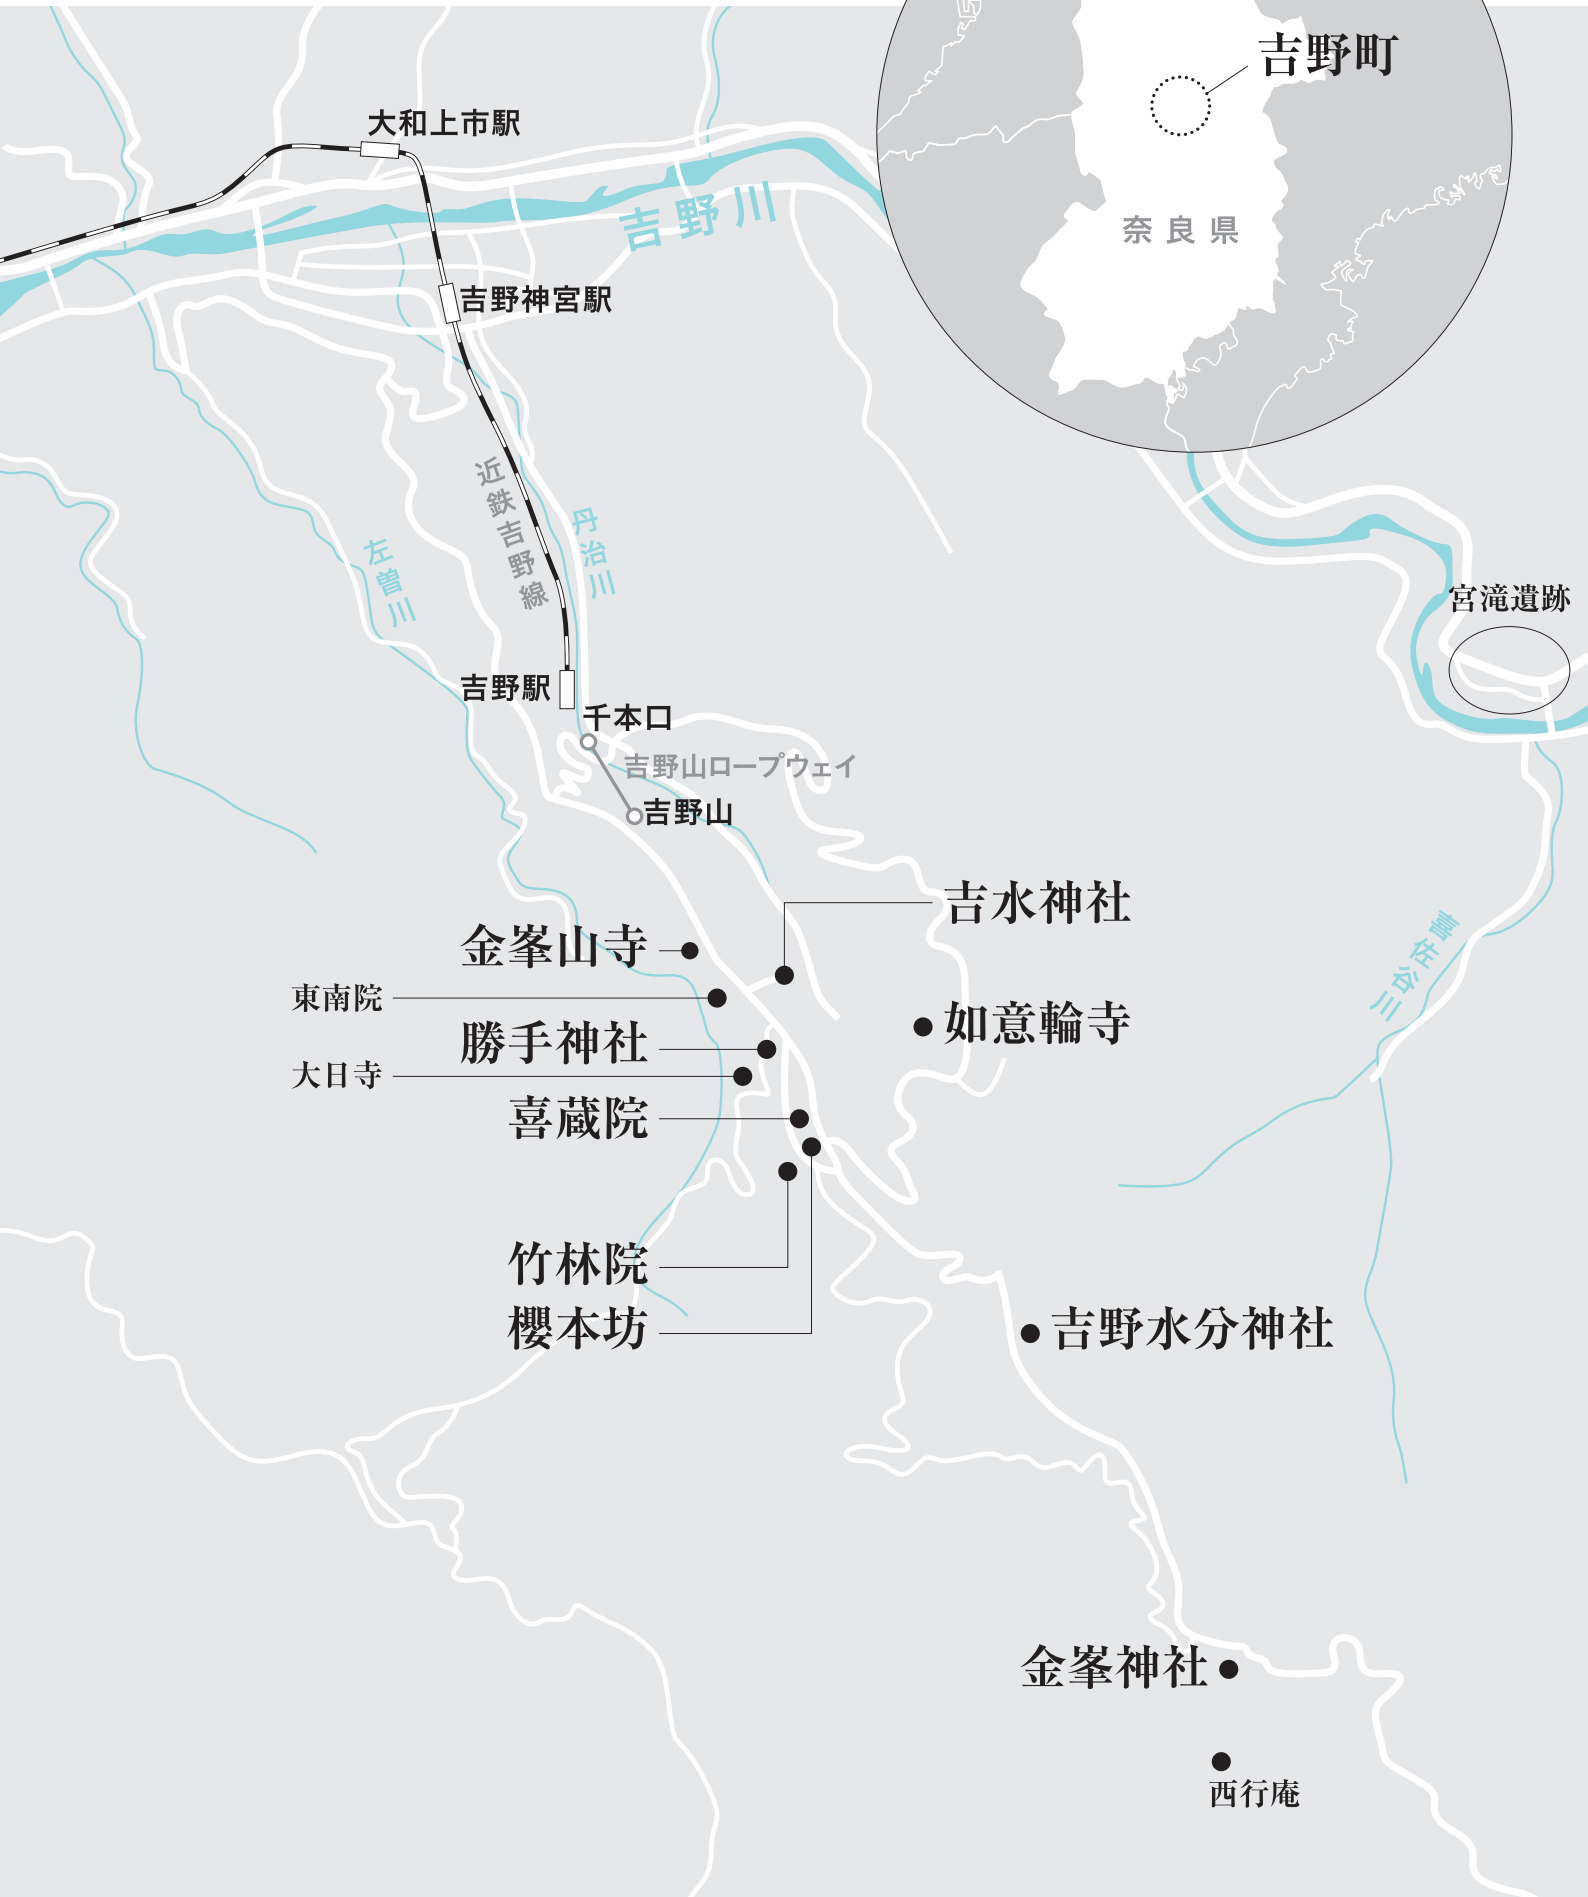 吉野町
奈良県
大和上市駅
吉野川
吉野神宮駅
近鉄吉野線
丹治川
左曽川
宮滝遺跡
吉野駅
千本口
吉野山ロープウェイ
吉野山
吉水神社
金峯山寺
喜佐谷川
東南院
如意輪寺
勝手神社
大日寺
喜蔵院
竹林院
櫻本坊
吉野水分神社
金峯神社
西行庵